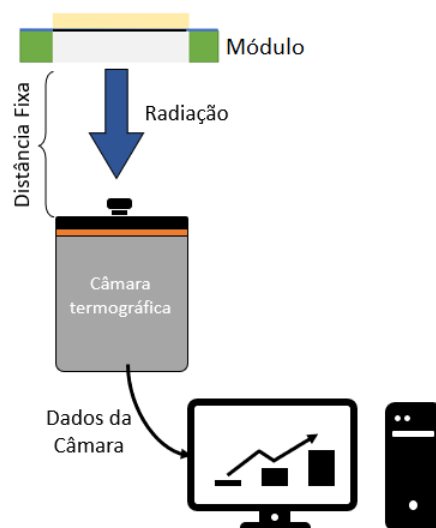 Módulo
Distância Fixa
Radiação
Câmara
termográfica
Dados da
Câmara